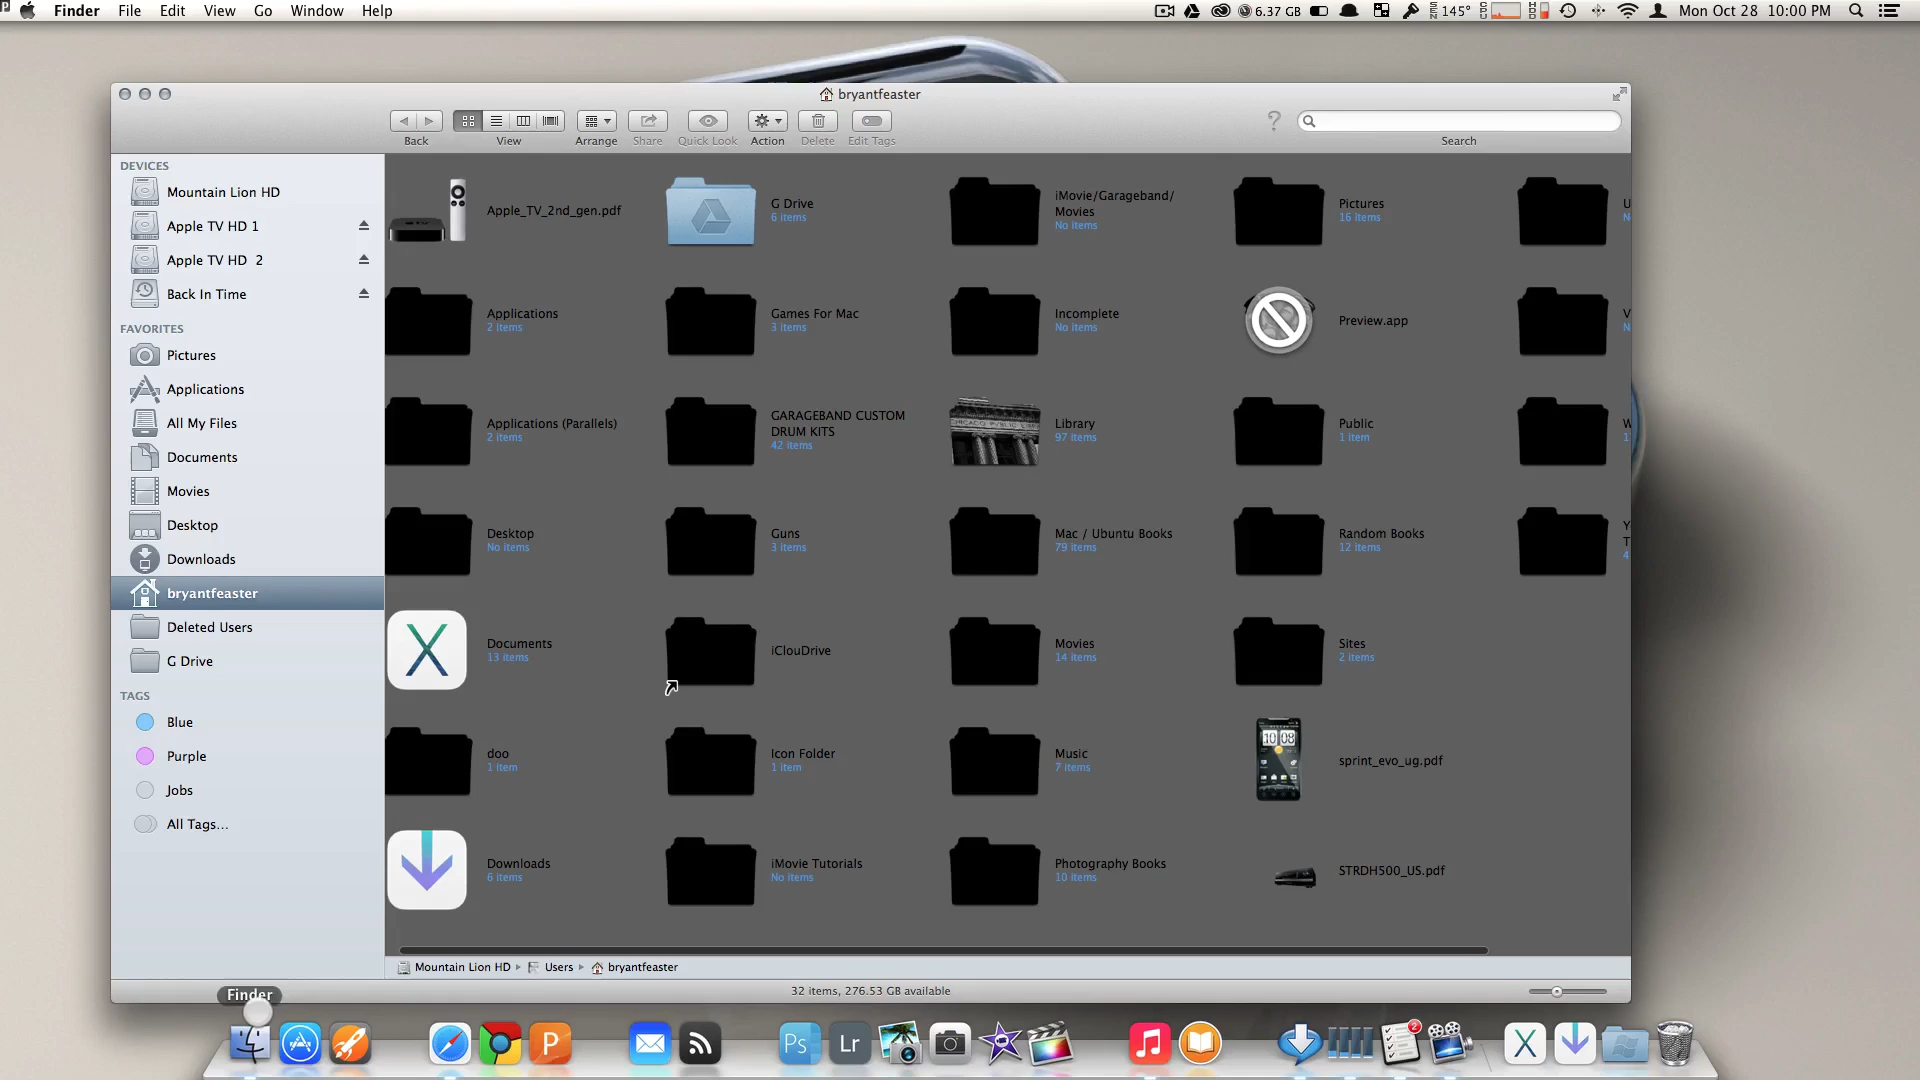 Finder File Edit View Go Window Help
6.37 GB
145°
Mon Oct 28 10:00 PM
bryantfeaster
Back View Arrange Share Quick Look Action Delete Edit Tags Search
DEVICES
Mountain Lion HD
Apple TV HD 1
Apple TV HD 2
Back In Time
FAVORITES
Pictures
Applications
All My Files
Documents
Movies
Desktop
Downloads
bryantfeaster
Deleted Users
G Drive
TAGS
Blue
Purple
Jobs
All Tags...
Apple_TV_2nd_gen.pdf
Applications
2 items
Applications (Parallels)
2 items
Desktop
No items
Documents
13 items
doo
1 item
Downloads
6 items
G Drive
6 items
Games For Mac
3 items
GARAGEBAND CUSTOM
DRUM KITS
42 items
Guns
3 items
iClouDrive
Icon Folder
1 item
iMovie Tutorials
No items
iMovie/Garageband/
Movies
No items
Incomplete
No items
CHICAGO PUBLIC
Library
97 items
Mac / Ubuntu Books
79 items
Movies
14 items
Music
7 items
Photography Books
10 items
Pictures
16 items
Preview.app
Public
1 item
Random Books
12 items
Sites
2 items
10 08
sprint_evo_ug.pdf
STRDH500_US.pdf
Mountain Lion HD Users bryantfeaster
32 items, 276.53 GB available
Finder
P
Ps
Lr
2
X